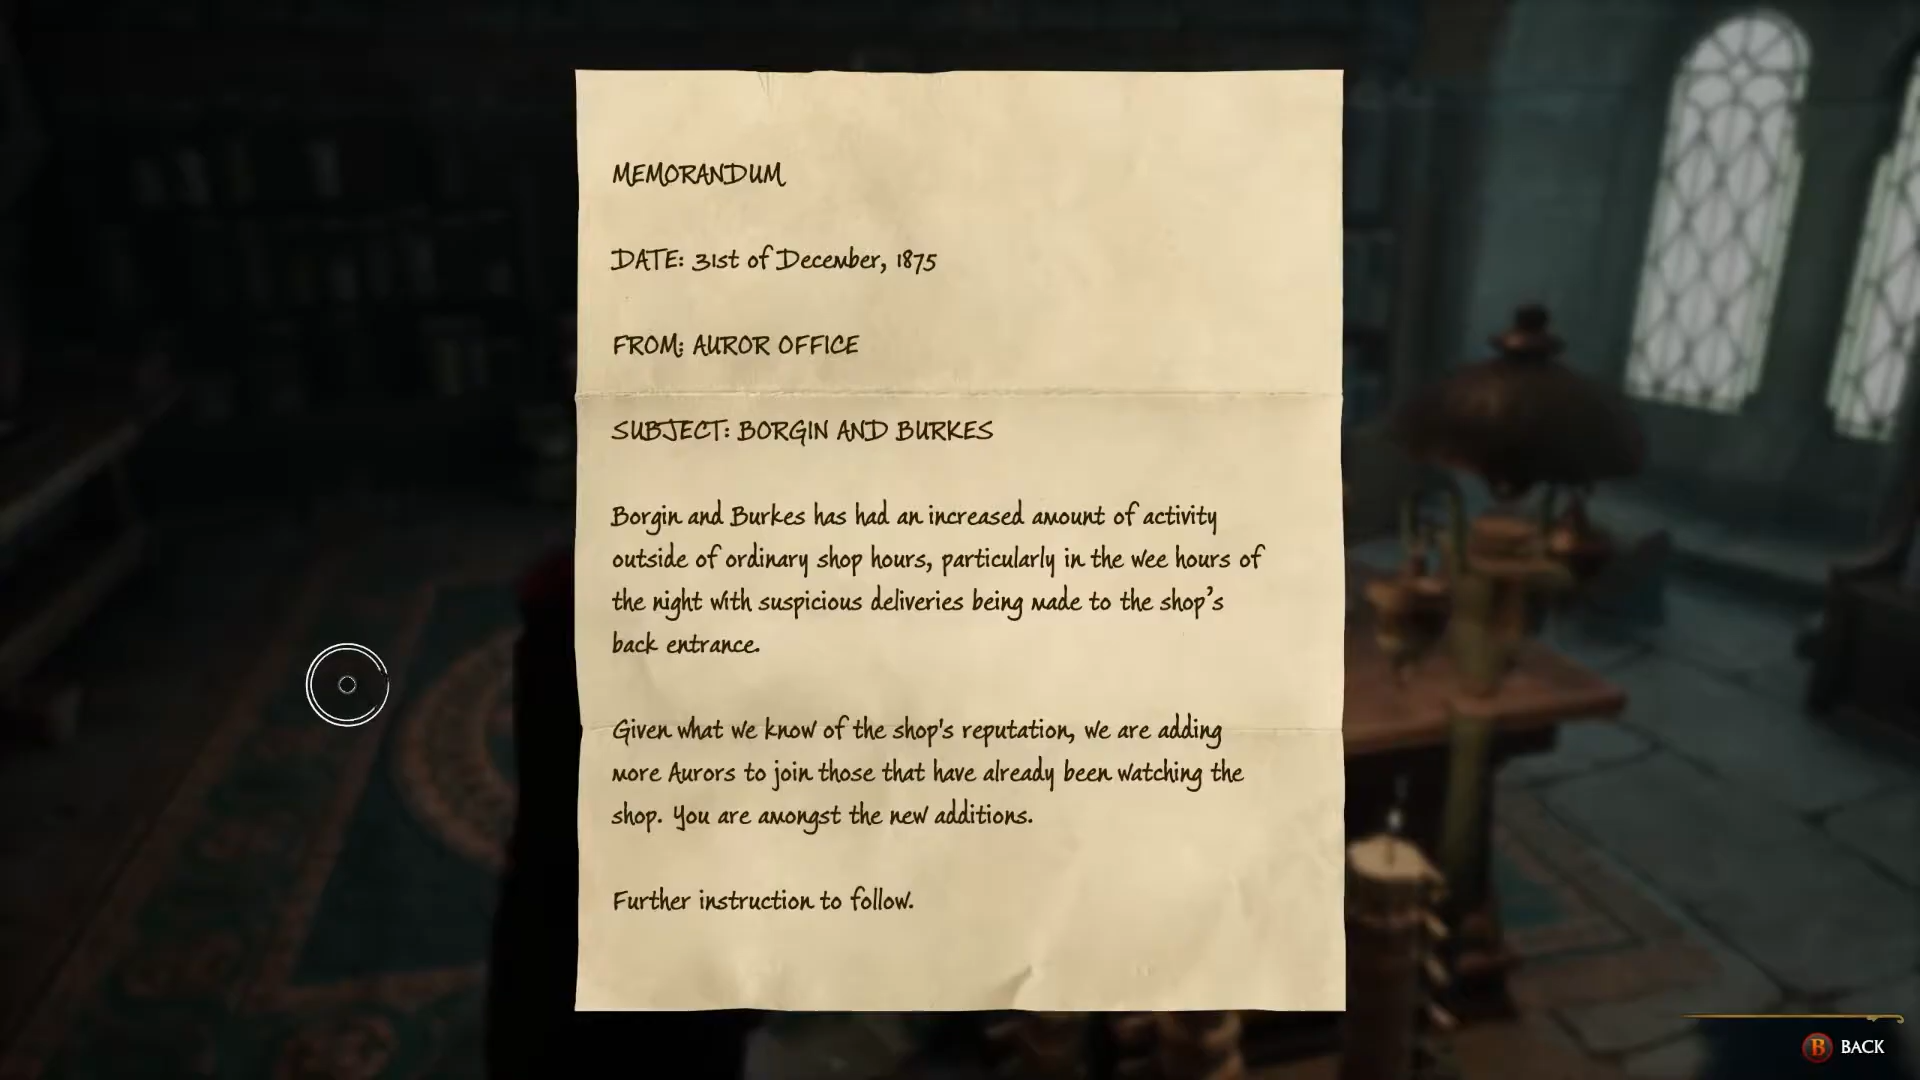 MEMORANDUM
DATE: 31st of December, 1875
FROM: AUROR OFFICE
SUBJECT: BORGIN AND BURKES
Borgin and Burkes has had an increased amount of activity
outside of ordinary shop hours, particularly in the wee hours of
the night with suspicious deliveries being made to the shop’s
back entrance.
Given what we know of the shop's reputation, we are adding
more Aurors to join those that have already been watching the
shop. You are amongst the new additions.
Further instruction to follow.
B BACK